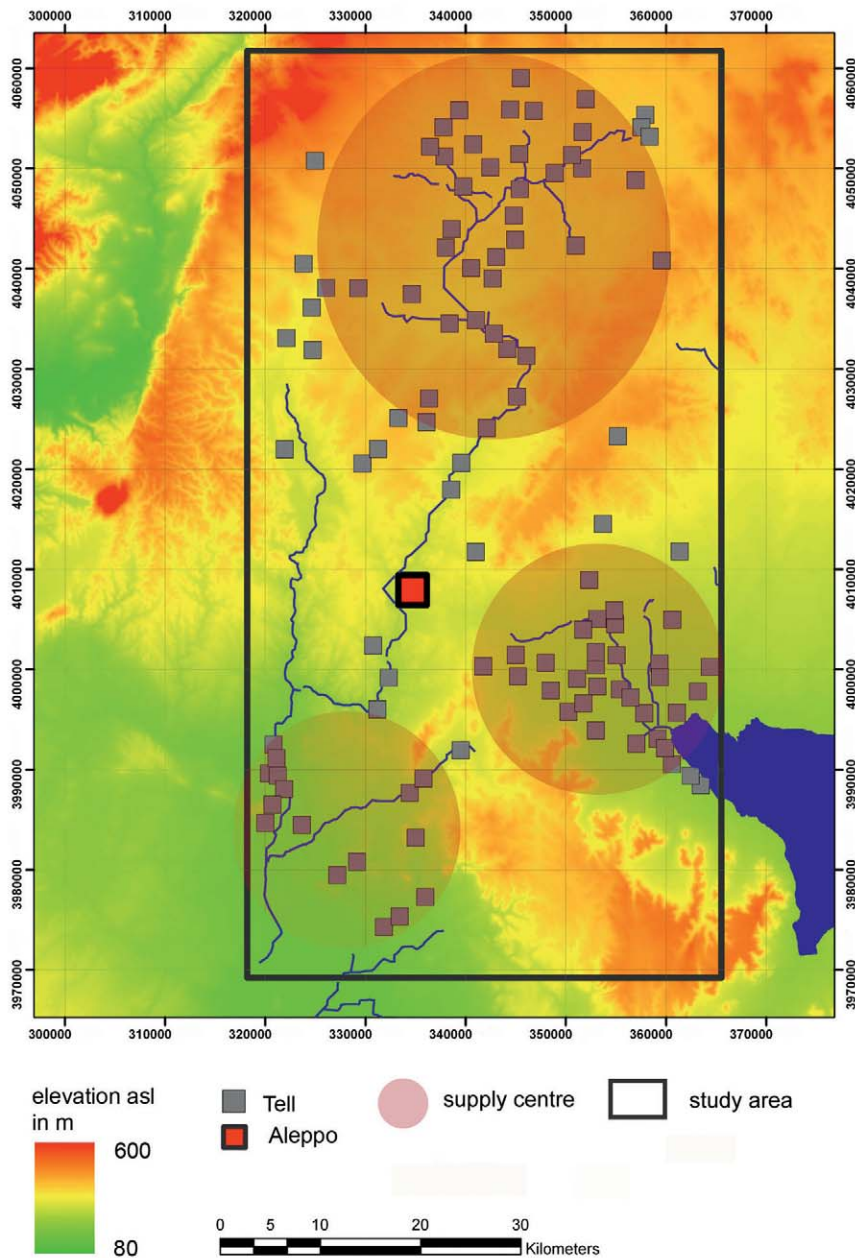 320000 330000 340000 350000 360000 370000
4060000 4060000
4050000 4050000
4040000 4040000
4030000 4030000
4020000 4020000
4010000 4010000
4000000 4000000
3990000 3990000
3980000 3980000
3970000 3970000
300000 310000 320000 330000 340000 350000 360000 370000
elevation asl
in m
600
80
Tell
Aleppo
supply centre
study area
0 5 10 20 30
Kilometers